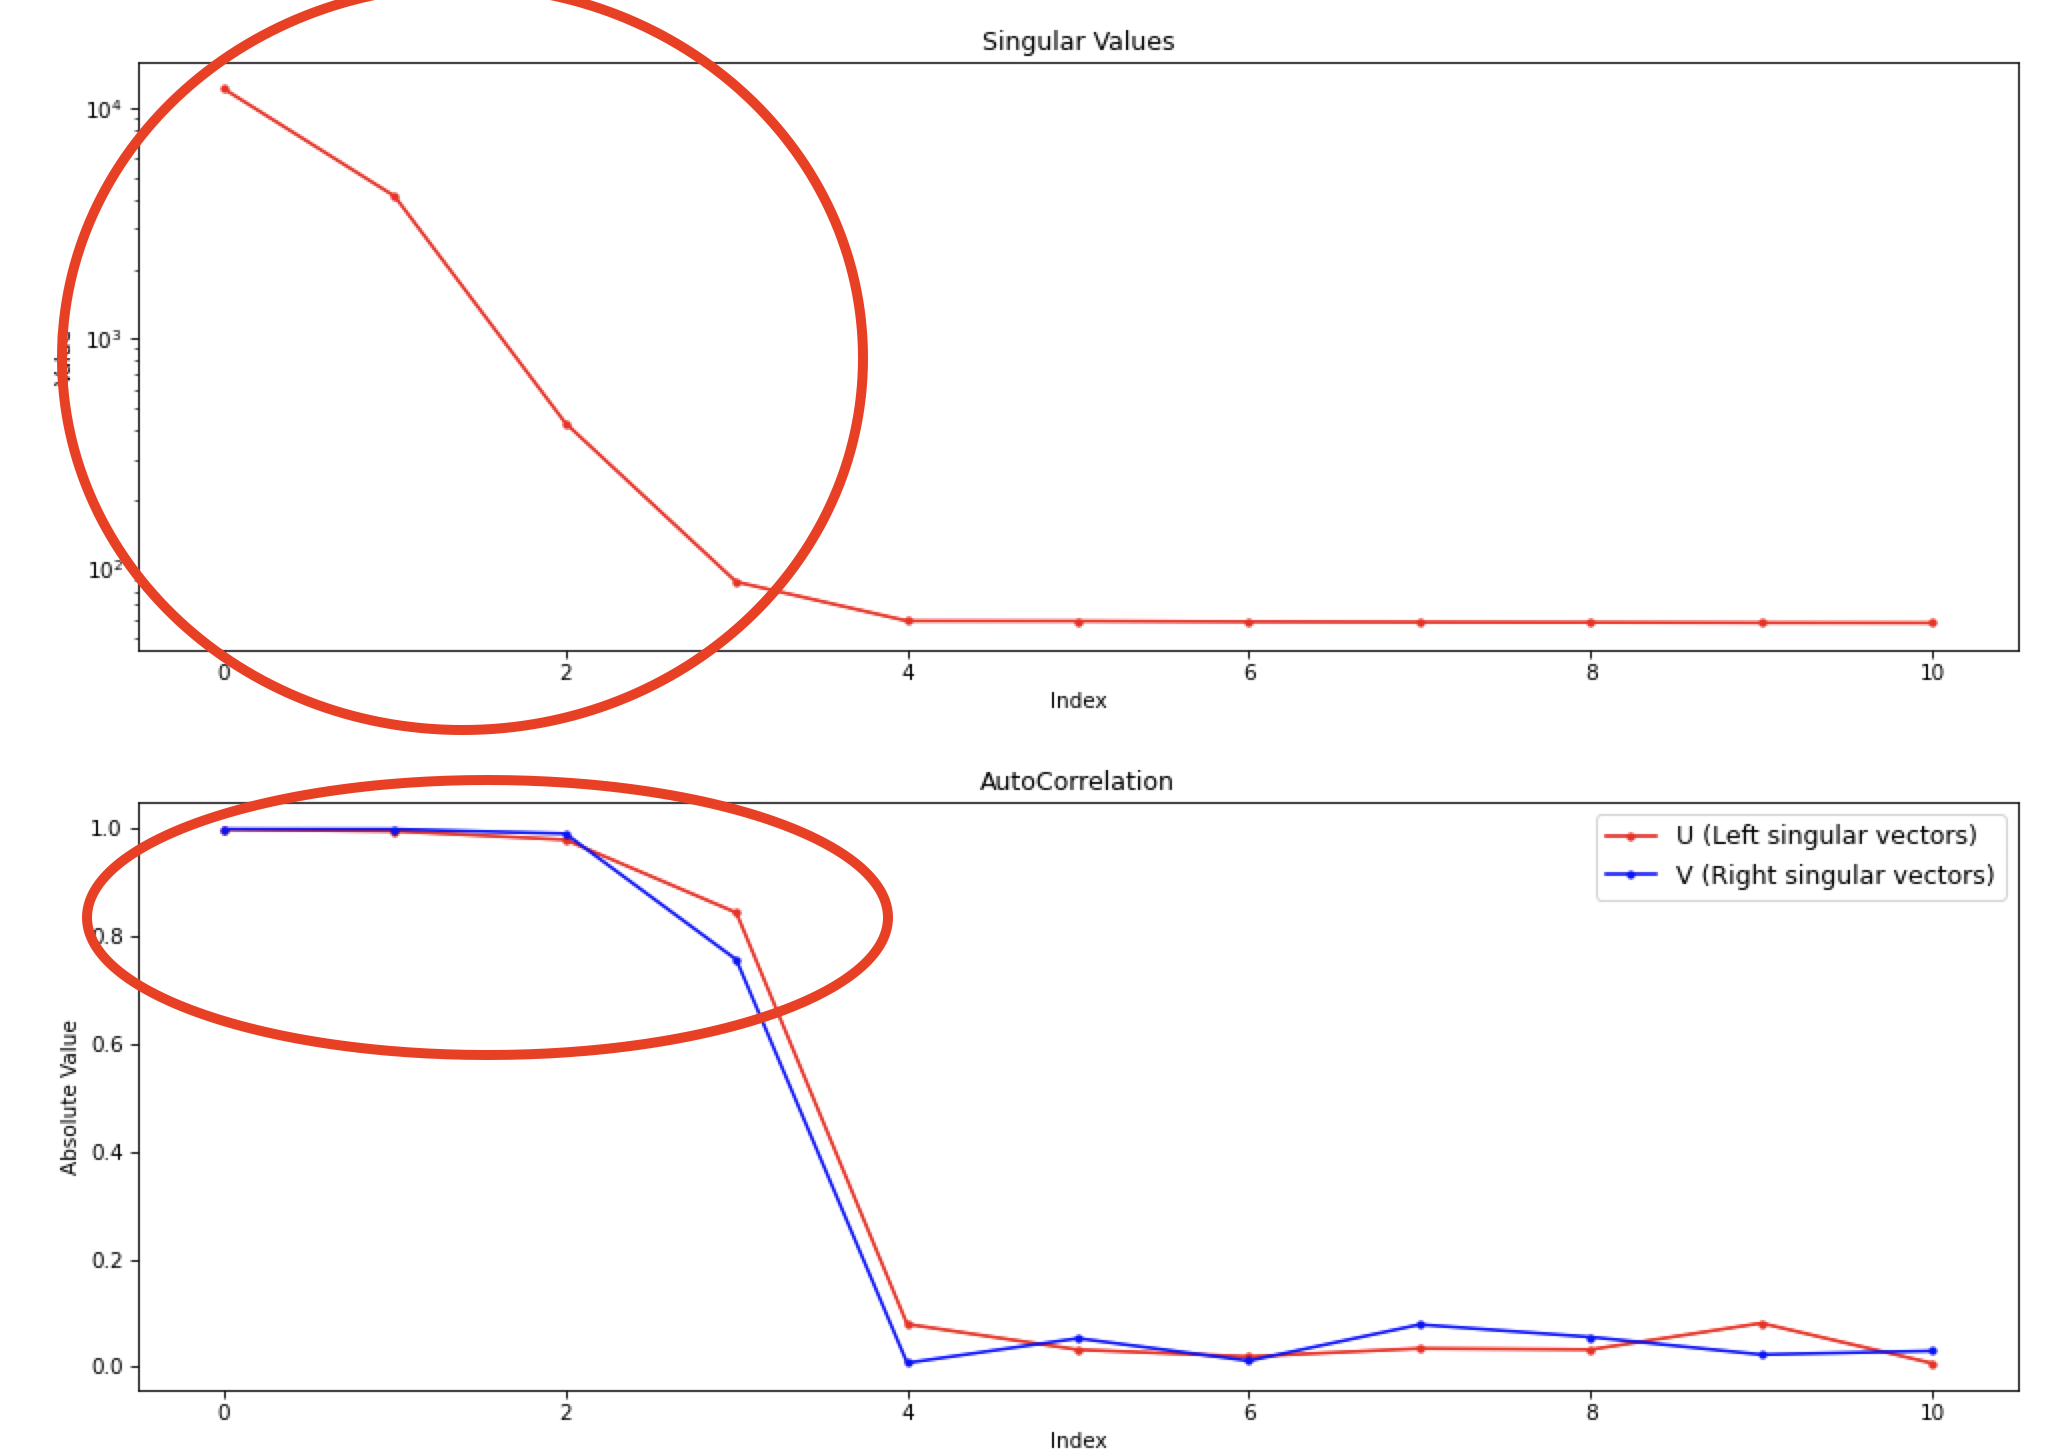 Singular Values
10⁴
10³
10²
Value
0 2 4 6 8 10
Index
AutoCorrelation
U (Left singular vectors)
V (Right singular vectors)
1.0
0.8
0.6
0.4
0.2
0.0
Absolute Value
0 2 4 6 8 10
Index